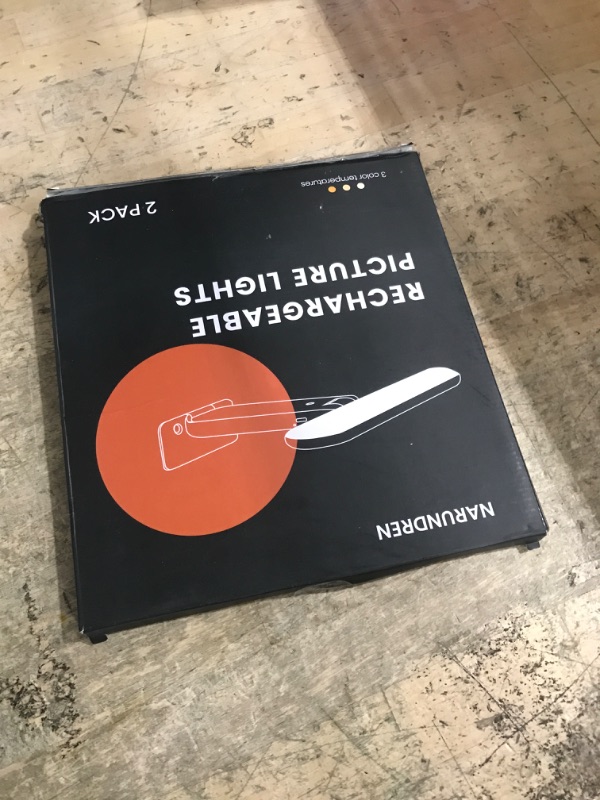 NARUNDREN
RECHARGEABLE
PICTURE LIGHTS
3 color temperatures
2 PACK